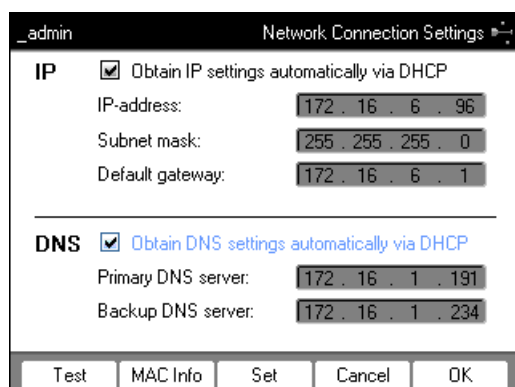 _admin Network Connection Settings
IP Obtain IP settings automatically via DHCP
IP-address: 172 . 16 . 6 . 96
Subnet mask: 255 . 255 . 255 . 0
Default gateway: 172 . 16 . 6 . 1
DNS Obtain DNS settings automatically via DHCP
Primary DNS server: 172 . 16 . 1 . 191
Backup DNS server: 172 . 16 . 1 . 234
Test MAC Info Set Cancel OK